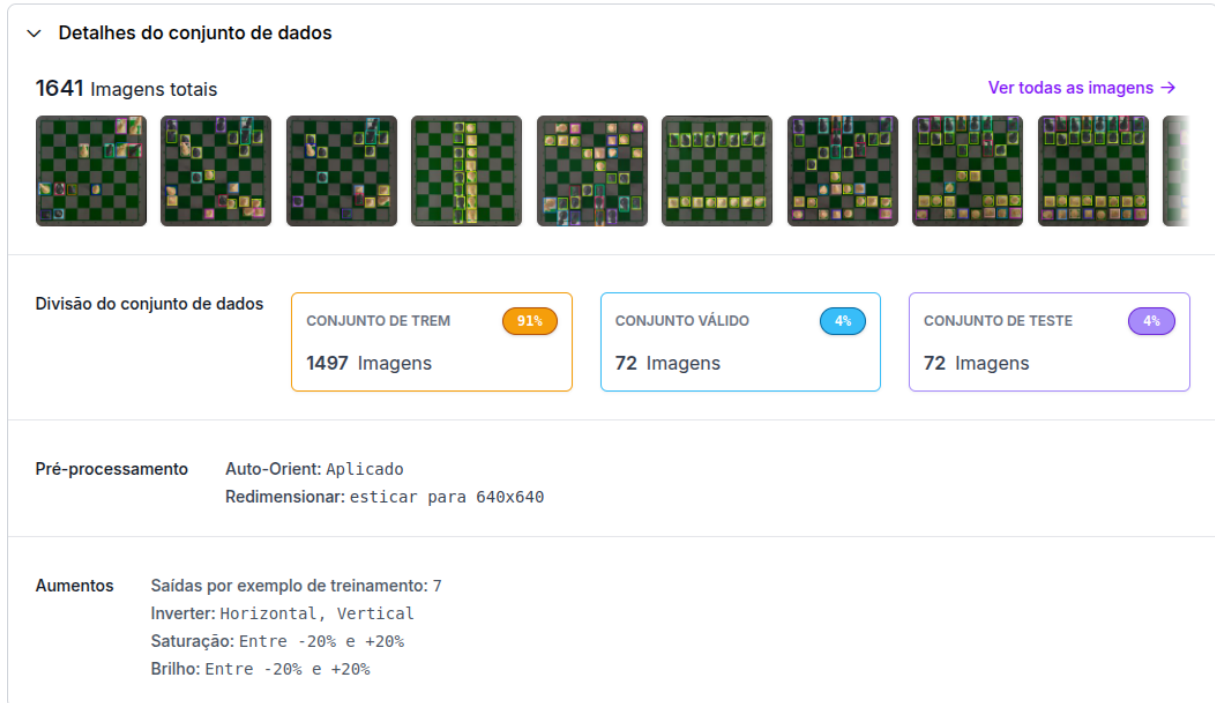 Detalhes do conjunto de dados
1641 Imagens totais
Ver todas as imagens →
Divisão do conjunto de dados
CONJUNTO DE TREM 91%
1497 Imagens
CONJUNTO VÁLIDO 4%
72 Imagens
CONJUNTO DE TESTE 4%
72 Imagens
Pré-processamento
Auto-Orient: Aplicado
Redimensionar: esticar para 640x640
Aumentos
Saídas por exemplo de treinamento: 7
Inverter: Horizontal, Vertical
Saturação: Entre -20% e +20%
Brilho: Entre -20% e +20%